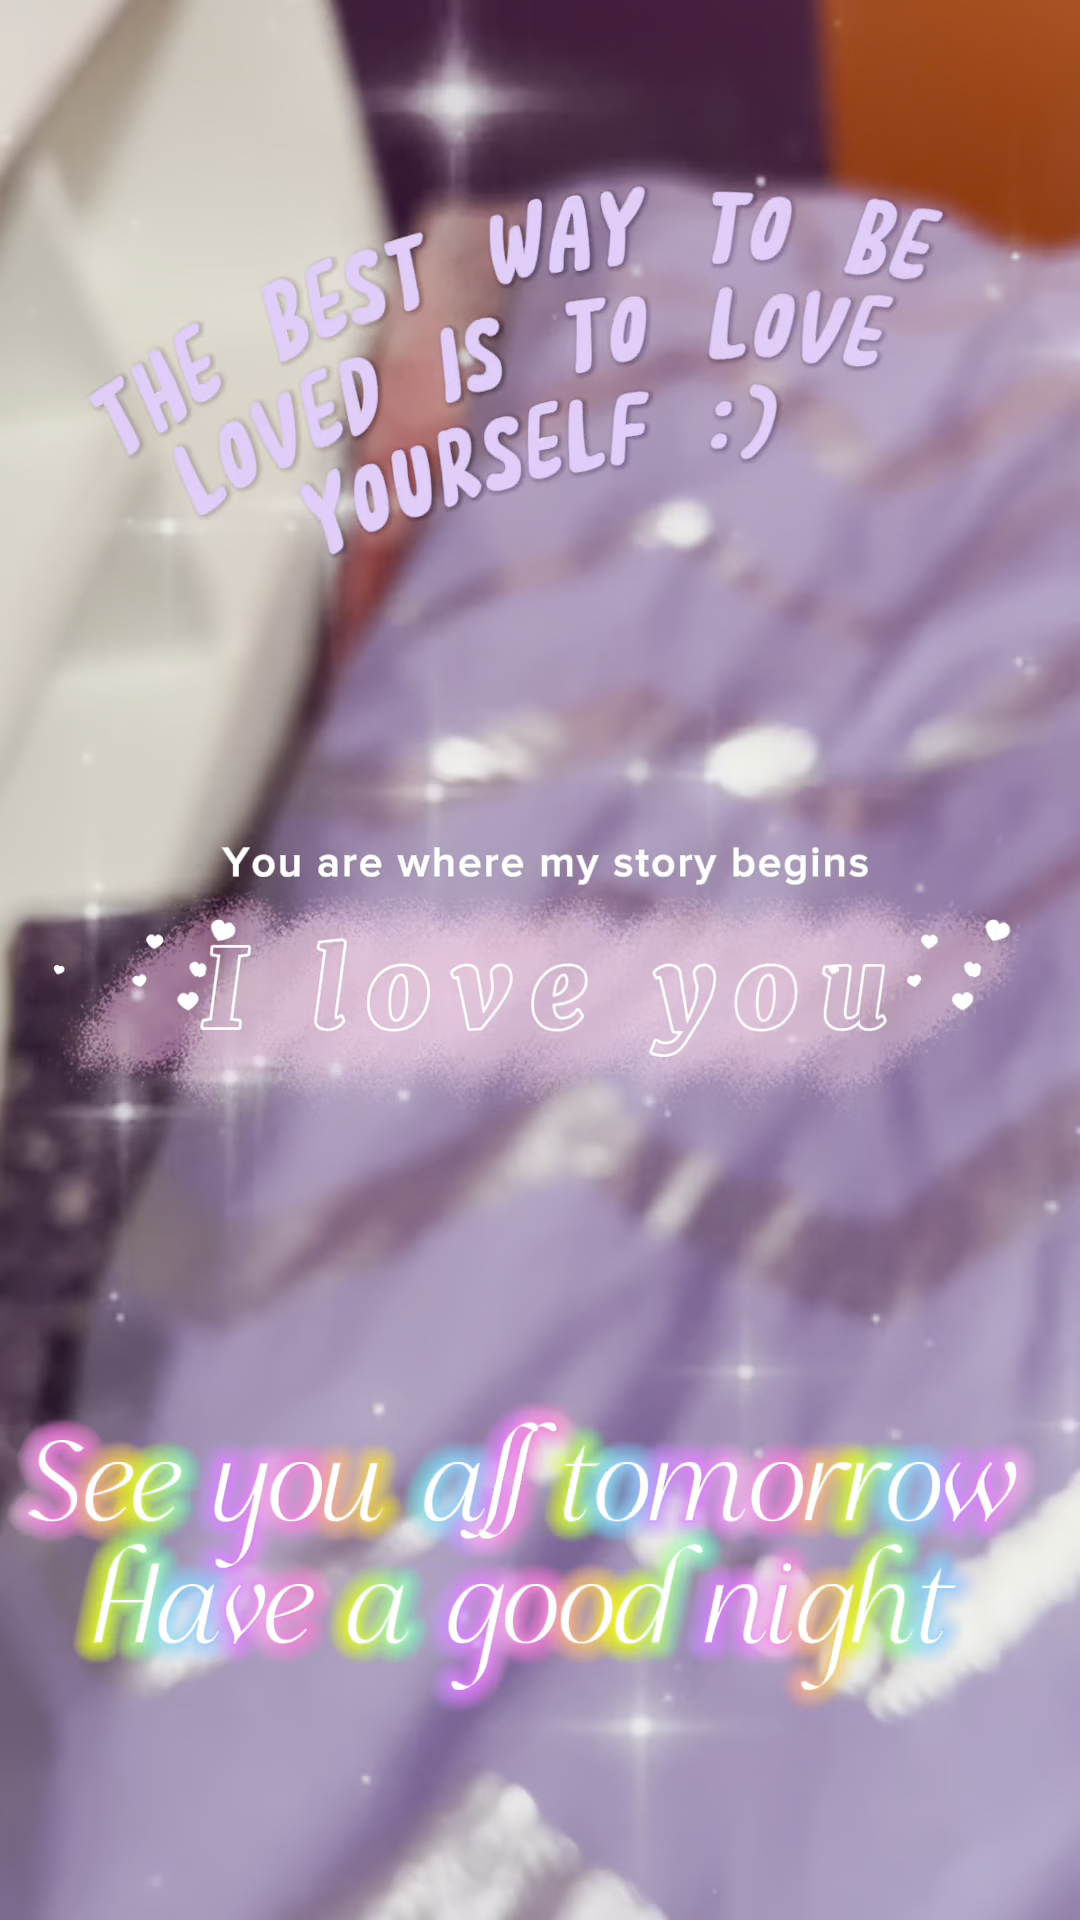 THE BEST WAY TO BE
LOVED IS TO LOVE
YOURSELF :)
You are where my story begins
I love you
See you all tomorrow
Have a good night